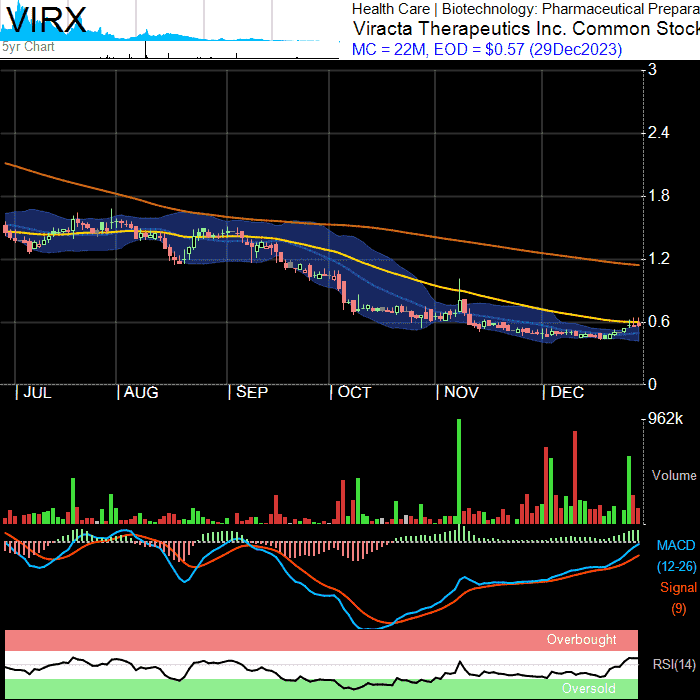 VIRX
5yr Chart
Health Care | Biotechnology: Pharmaceutical Prepara
Viracta Therapeutics Inc. Common Stock
MC = 22M, EOD = $0.57 (29Dec2023)
3
2.4
1.8
1.2
0.6
0
| JUL | AUG | SEP | OCT | NOV | DEC
962k
Volume
MACD
(12-26)
Signal
(9)
Overbought
RSI(14)
Oversold